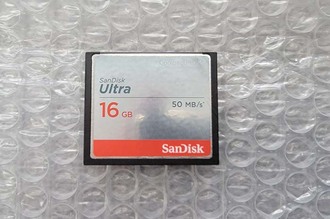 SanDisk
Ultra
16 GB 50 MB/s
SanDisk